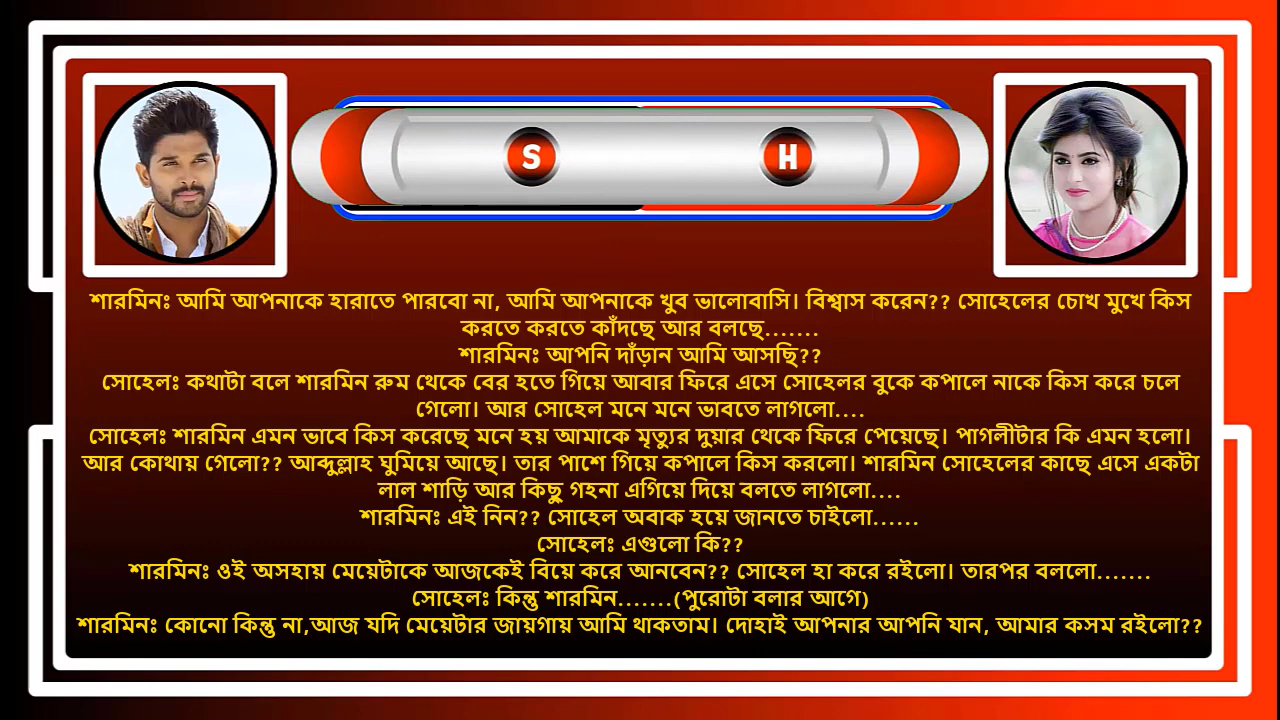 S H
শারমিনঃ আমি আপনাকে হারাতে পারবো না, আমি আপনাকে খুব ভালোবাসি। বিশ্বাস করেন?? সোহেলের চোখ মুখে কিস
করতে করতে কাঁদছে আর বলছে.......
শারমিনঃ আপনি দাঁড়ান আমি আসছি??
সোহেলঃ কথাটা বলে শারমিন রুম থেকে বের হতে গিয়ে আবার ফিরে এসে সোহেলর বুকে কপালে নাকে কিস করে চলে
গেলো। আর সোহেল মনে মনে ভাবতে লাগলো....
সোহেলঃ শারমিন এমন ভাবে কিস করেছে মনে হয় আমাকে মৃত্যুর দুয়ার থেকে ফিরে পেয়েছে। পাগলীটার কি এমন হলো।
আর কোথায় গেলো?? আব্দুল্লাহ ঘুমিয়ে আছে। তার পাশে গিয়ে কপালে কিস করলো। শারমিন সোহেলের কাছে এসে একটা
লাল শাড়ি আর কিছু গহনা এগিয়ে দিয়ে বলতে লাগলো....
শারমিনঃ এই নিন?? সোহেল অবাক হয়ে জানতে চাইলো......
সোহেলঃ এগুলো কি??
শারমিনঃ ওই অসহায় মেয়েটাকে আজকেই বিয়ে করে আনবেন?? সোহেল হা করে রইলো। তারপর বললো.......
সোহেলঃ কিন্তু শারমিন.......(পুরোটা বলার আগে)
শারমিনঃ কোনো কিন্তু না,আজ যদি মেয়েটার জায়গায় আমি থাকতাম। দোহাই আপনার আপনি যান, আমার কসম রইলো??